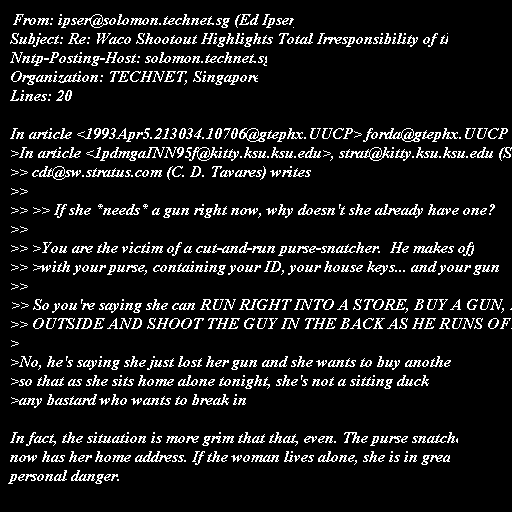 From: ipser@solomon.technet.sg (Ed Ipser
Subject: Re: Waco Shootout Highlights Total Irresponsibility of
Nntp-Posting-Host: solomon.technet.sg
Organization: TECHNET, Singapore
Lines: 20

In article <1993Apr5.213034.10706@gtephx.UUCP> forda@gtephx.UUCP
>In article <1pdmgaINN95f@kitty.ksu.ksu.edu>, strat@kitty.ksu.ksu.edu (S
>> cdt@sw.stratus.com (C. D. Tavares) writes
>>
>> >> If she *needs* a gun right now, why doesn't she already have one?
>>
>> >You are the victim of a cut-and-run purse-snatcher.  He makes off
>> >with your purse, containing your ID, your house keys... and your gun
>>
>> So you're saying she can RUN RIGHT INTO A STORE, BUY A GUN,
>> OUTSIDE AND SHOOT THE GUY IN THE BACK AS HE RUNS OF
>
>No, he's saying she just lost her gun and she wants to buy anothe
>so that as she sits home alone tonight, she's not a sitting duck
>any bastard who wants to break in

In fact, the situation is more grim that that, even. The purse snatche
now has her home address. If the woman lives alone, she is in grea
personal danger.